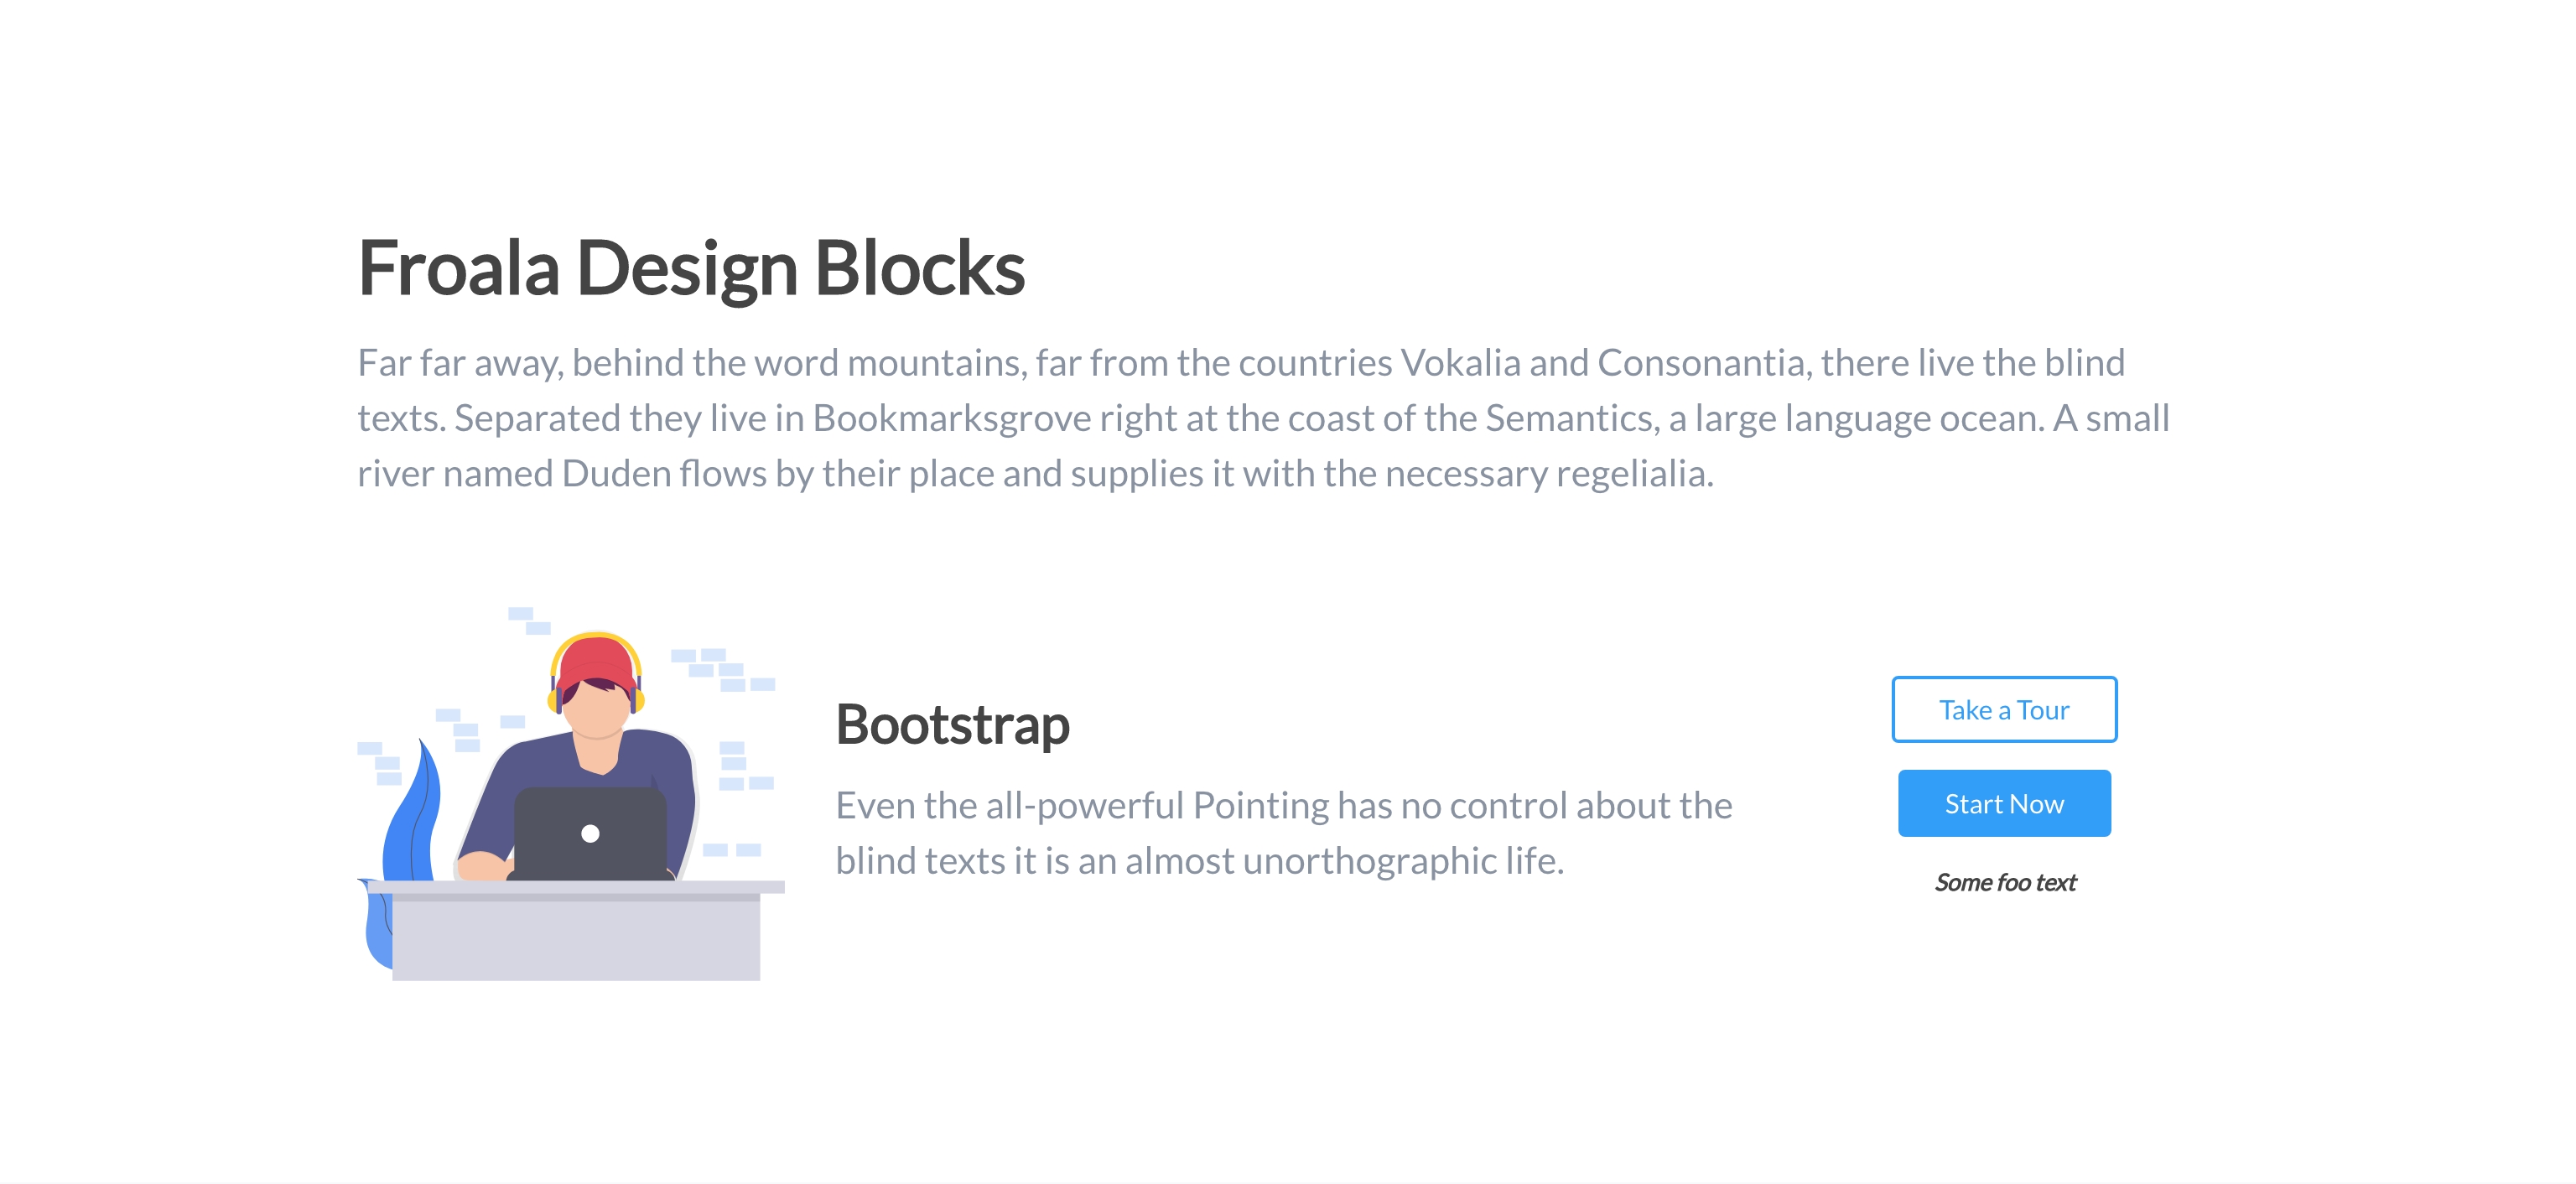 Froala Design Blocks
Far far away, behind the word mountains, far from the countries Vokalia and Consonantia, there live the blind
texts. Separated they live in Bookmarksgrove right at the coast of the Semantics, a large language ocean. A small
river named Duden flows by their place and supplies it with the necessary regelialia.
Bootstrap
Even the all-powerful Pointing has no control about the
blind texts it is an almost unorthographic life.
Take a Tour
Start Now
Some foo text